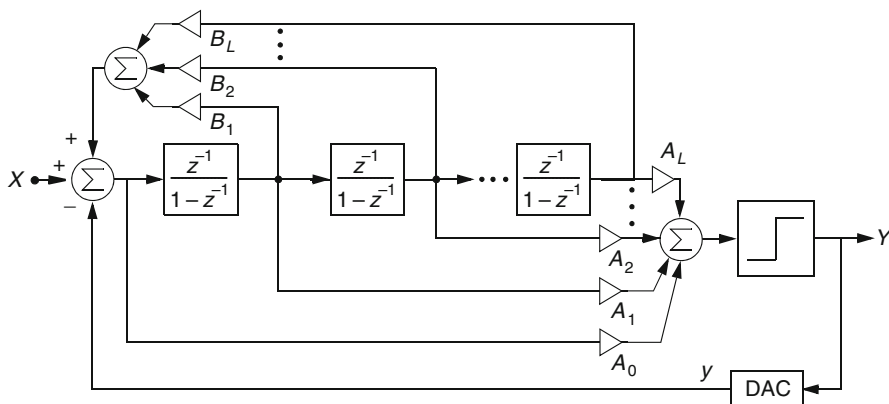 B_L
B_2
B_1
Σ
+
+
−
X
Σ
z^{-1}
1 − z^{-1}
z^{-1}
1 − z^{-1}
z^{-1}
1 − z^{-1}
A_L
Σ
A_2
A_1
A_0
Y
y
DAC